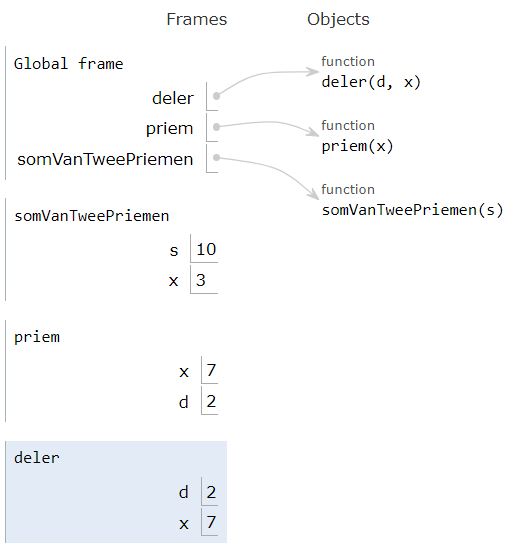 Frames Objects
Global frame
deler
priem
somVanTweePriemen
function
deler(d, x)
function
priem(x)
function
somVanTweePriemen(s)
somVanTweePriemen
s 10
x 3
priem
x 7
d 2
deler
d 2
x 7